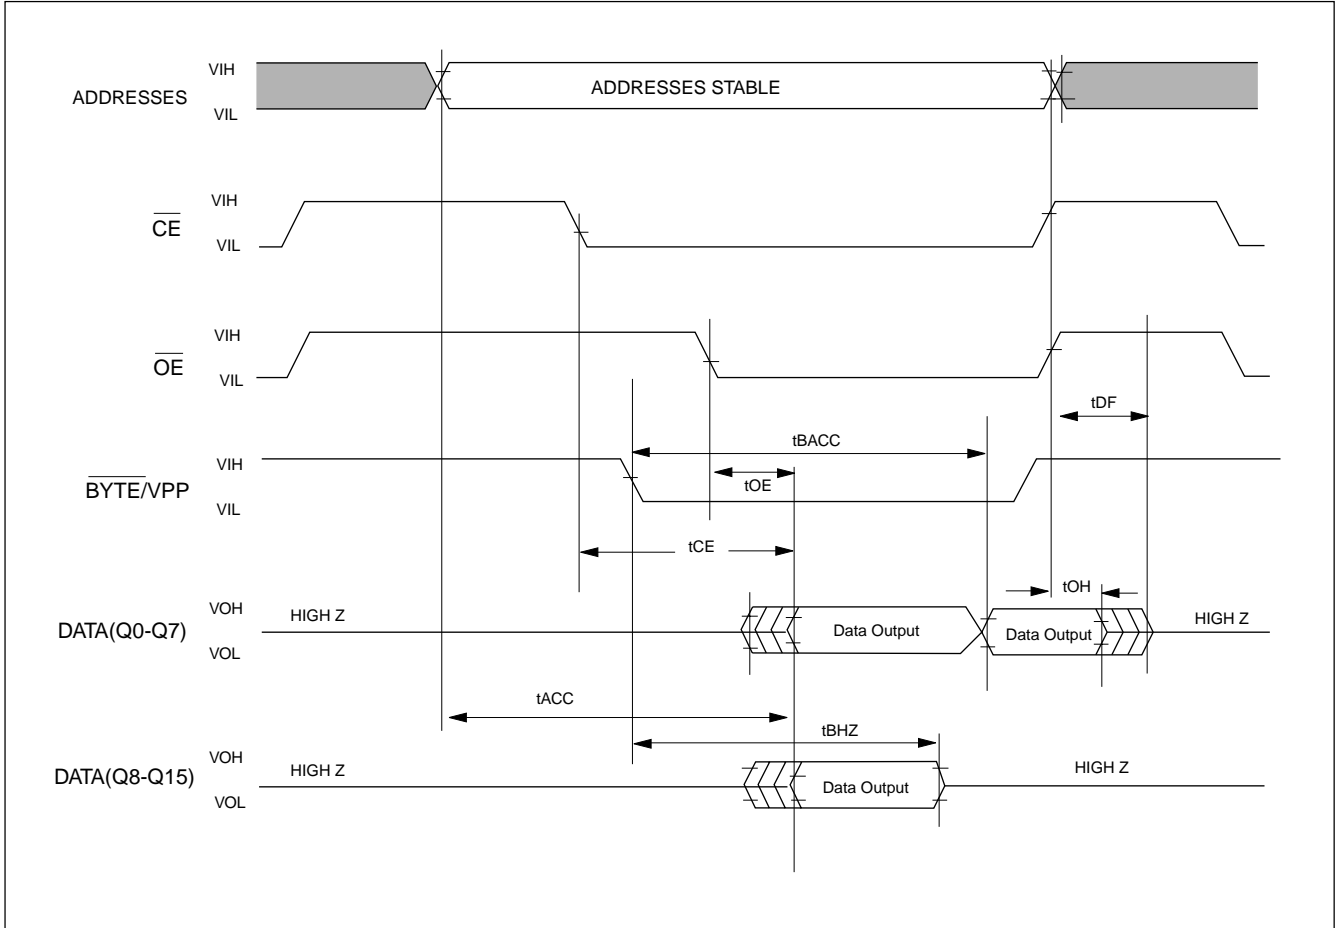 VIH
ADDRESSES
ADDRESSES STABLE
VIL
VIH
CE
VIL
VIH
OE
VIL
tDF
tBACC
VIH
BYTE/VPP
tOE
VIL
tCE
tOH
VOH
HIGH Z
DATA(Q0-Q7)
Data Output
Data Output
HIGH Z
VOL
tACC
tBHZ
VOH
HIGH Z
HIGH Z
DATA(Q8-Q15)
Data Output
VOL